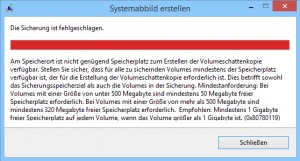 Systemabbild erstellen
Die Sicherung ist fehlgeschlagen.
Am Speicherort ist nicht genügend Speicherplatz zum Erstellen der Volumeschattenkopie
verfügbar. Stellen Sie sicher, dass für alle zu sichernden Volumes mindestens der Speicherplatz
verfügbar ist, der für die Erstellung der Volumeschattenkopie erforderlich ist. Dies betrifft sowohl
das Sicherungsspeicherziel als auch die Volumes in der Sicherung. Mindestanforderung: Bei
Volumes mit einer Größe von unter 500 Megabyte sind mindestens 50 Megabyte freier
Speicherplatz erforderlich. Bei Volumes mit einer Größe von mehr als 500 Megabyte sind
mindestens 320 Megabyte freier Speicherplatz erforderlich. Empfohlen: Mindestens 1 Gigabyte
freier Speicherplatz auf jedem Volume, wenn das Volume größer als 1 Gigabyte ist. (0x80780119)
Schließen